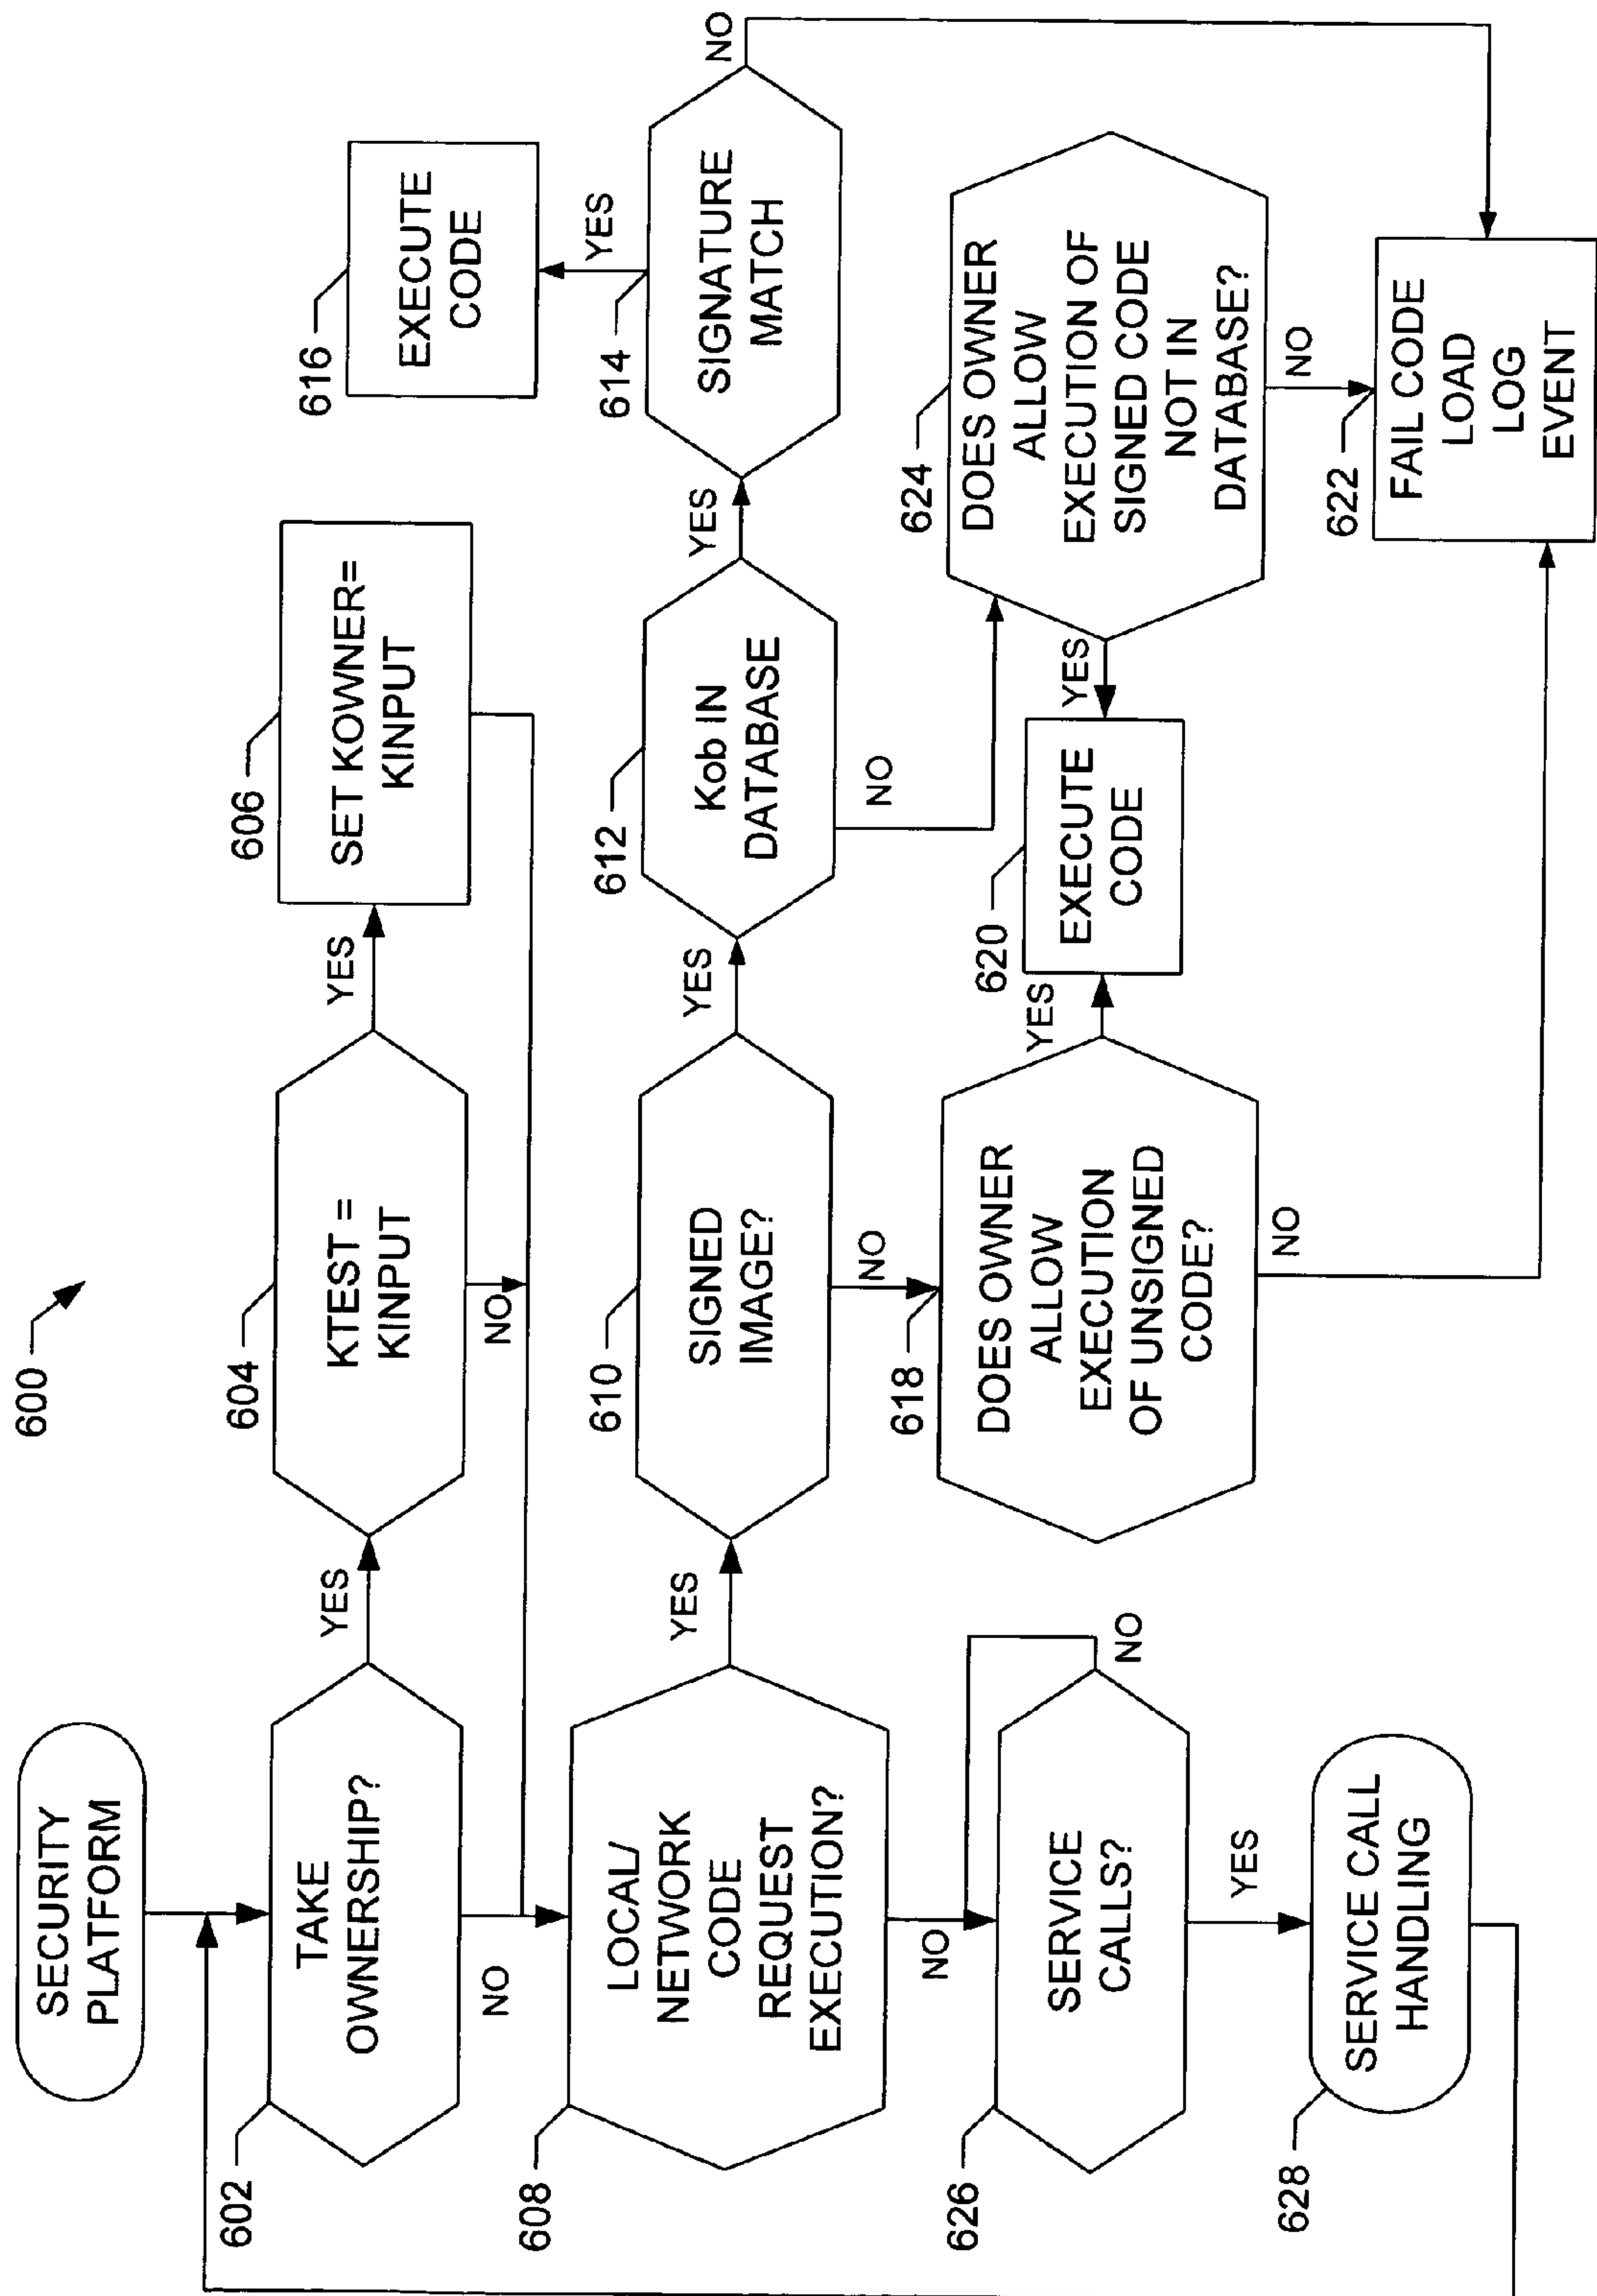 600
SECURITY
PLATFORM
602
TAKE
OWNERSHIP?
YES
NO
604
KTEST =
KINPUT
YES
NO
606
SET KOWNER=
KINPUT
608
LOCAL/
NETWORK
CODE
REQUEST
EXECUTION?
YES
NO
610
SIGNED
IMAGE?
YES
NO
612
Kob IN
DATABASE
YES
NO
614
SIGNATURE
MATCH
YES
NO
616
EXECUTE
CODE
618
DOES OWNER
ALLOW
EXECUTION
OF UNSIGNED
CODE?
YES
NO
620
EXECUTE
CODE
YES
624
DOES OWNER
ALLOW
EXECUTION OF
SIGNED CODE
NOT IN
DATABASE?
NO
622
FAIL CODE
LOAD
LOG
EVENT
626
SERVICE
CALLS?
NO
YES
628
SERVICE CALL
HANDLING